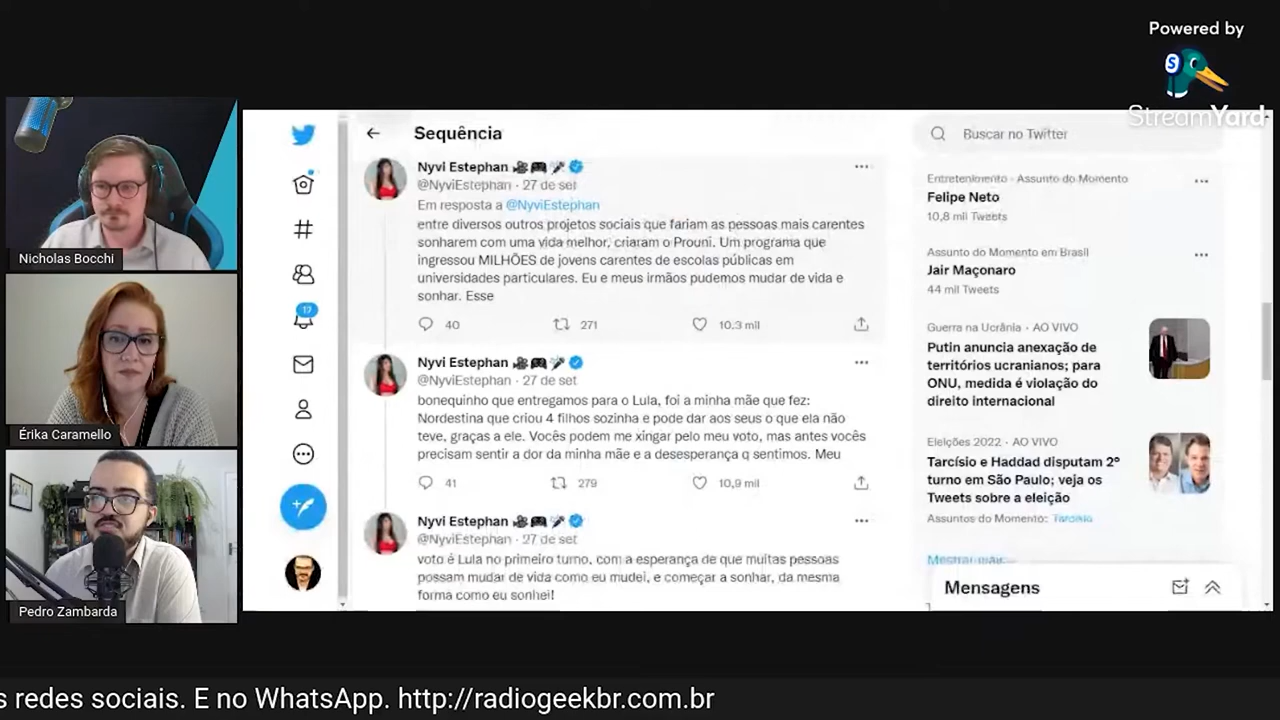 Powered by
StreamYard
Nicholas Bocchi
Érika Caramello
Pedro Zambarda
17
Sequência
Nyvi Estephan
@NyviEstephan · 27 de set
Em resposta a @NyviEstephan
entre diversos outros projetos sociais que fariam as pessoas mais carentes
sonharem com uma vida melhor, criaram o Prouni. Um programa que
ingressou MILHÕES de jovens carentes de escolas públicas em
universidades particulares. Eu e meus irmãos pudemos mudar de vida e
sonhar. Esse
40 271 10,3 mil
Nyvi Estephan
@NyviEstephan · 27 de set
bonequinho que entregamos para o Lula, foi a minha mãe que fez:
Nordestina que criou 4 filhos sozinha e pode dar aos seus o que ela não
teve, graças a ele. Vocês podem me xingar pelo meu voto, mas antes vocês
precisam sentir a dor da minha mãe e a desesperança q sentimos. Meu
41 279 10,9 mil
Nyvi Estephan
@NyviEstephan · 27 de set
voto é Lula no primeiro turno, com a esperança de que muitas pessoas
possam mudar de vida como eu mudei, e começar a sonhar, da mesma
forma como eu sonhei!
Buscar no Twitter
Entretenimento · Assunto do Momento
Felipe Neto
10,8 mil Tweets
Assunto do Momento em Brasil
Jair Maçonaro
44 mil Tweets
Guerra na Ucrânia · AO VIVO
Putin anuncia anexação de
territórios ucranianos; para
ONU, medida é violação do
direito internacional
Eleições 2022 · AO VIVO
Tarcísio e Haddad disputam 2º
turno em São Paulo; veja os
Tweets sobre a eleição
Assuntos do Momento: Tarcísio
Mostrar mais
Mensagens
s redes sociais. E no WhatsApp. http://radiogeekbr.com.br